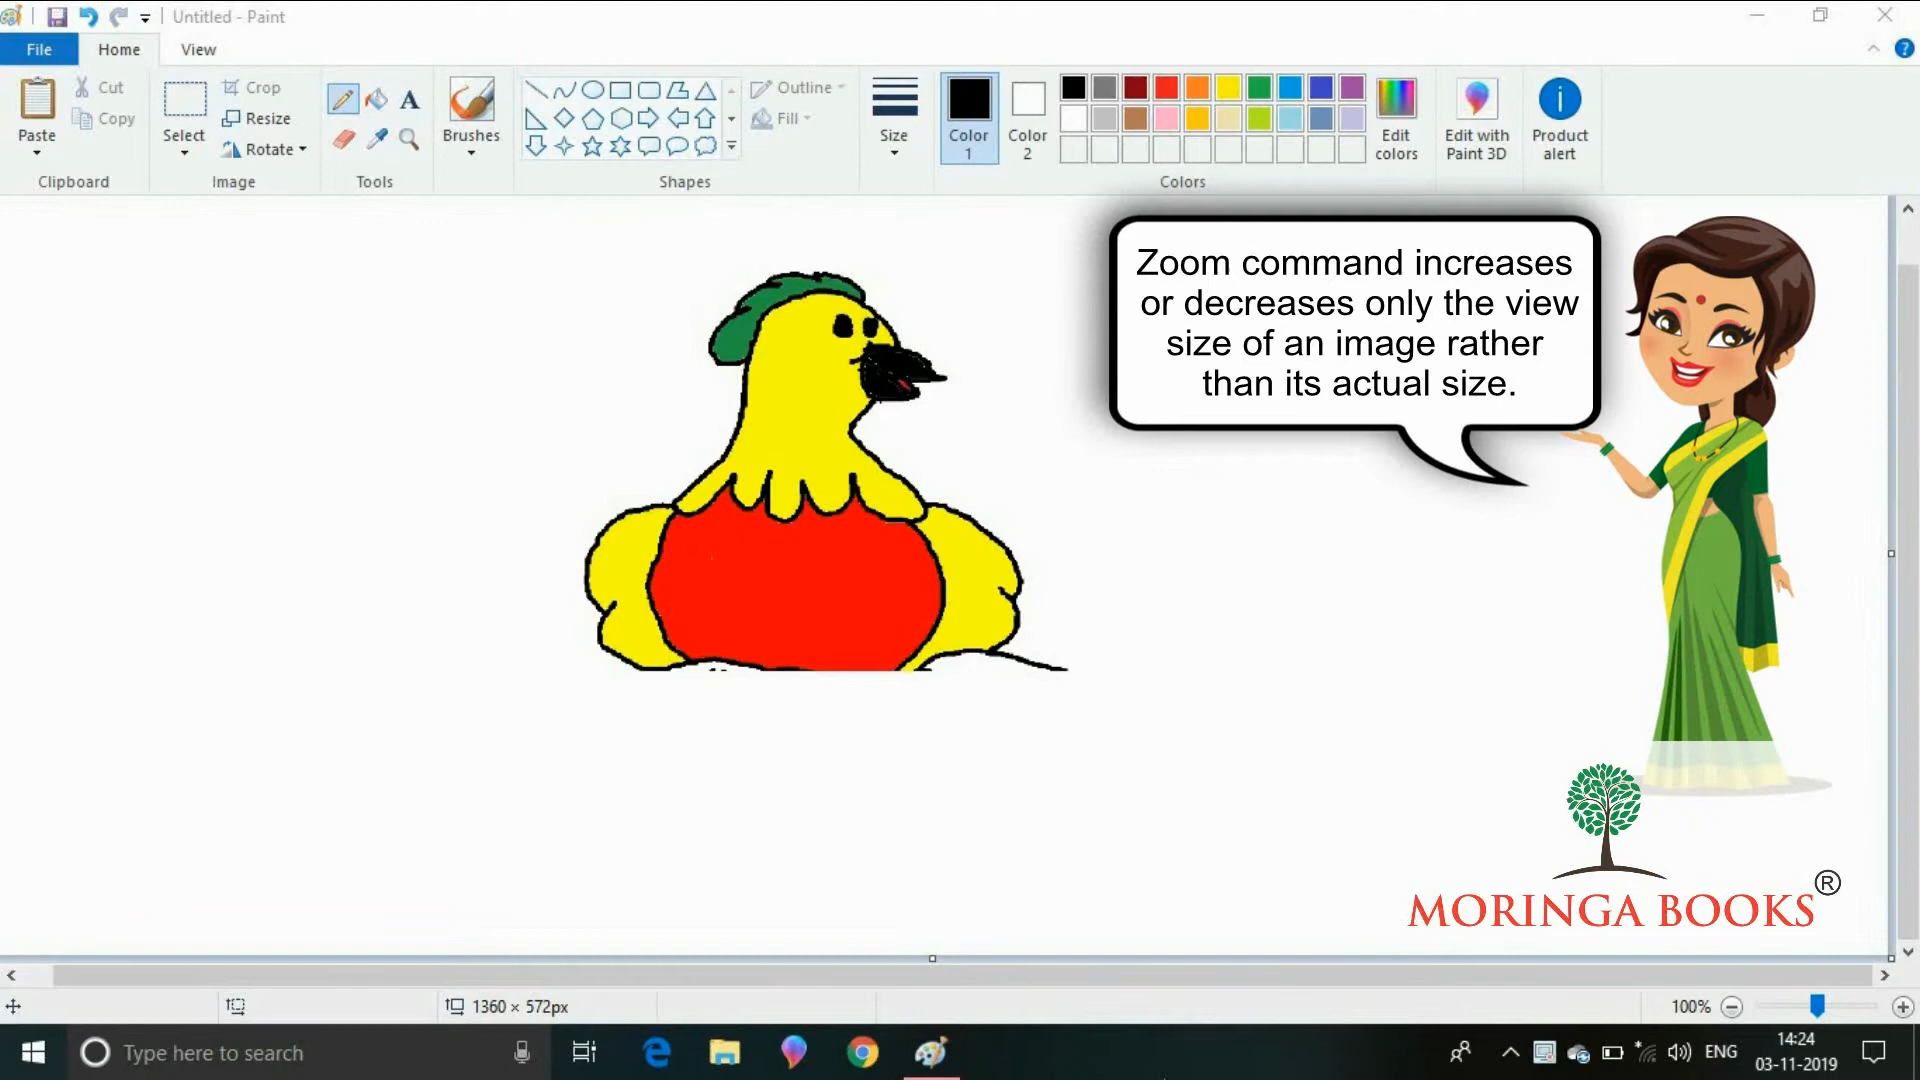 Untitled - Paint
File Home View
Paste
Cut
Copy
Clipboard
Select
Crop
Resize
Rotate
Image
A
Tools
Brushes
Shapes
Outline
Fill
Size
Color 1
Color 2
Colors
Edit colors
Edit with Paint 3D
Product alert
Zoom command increases
or decreases only the view
size of an image rather
than its actual size.
MORINGA BOOKS®
1360 × 572px
100%
Type here to search
ENG
14:24
03-11-2019